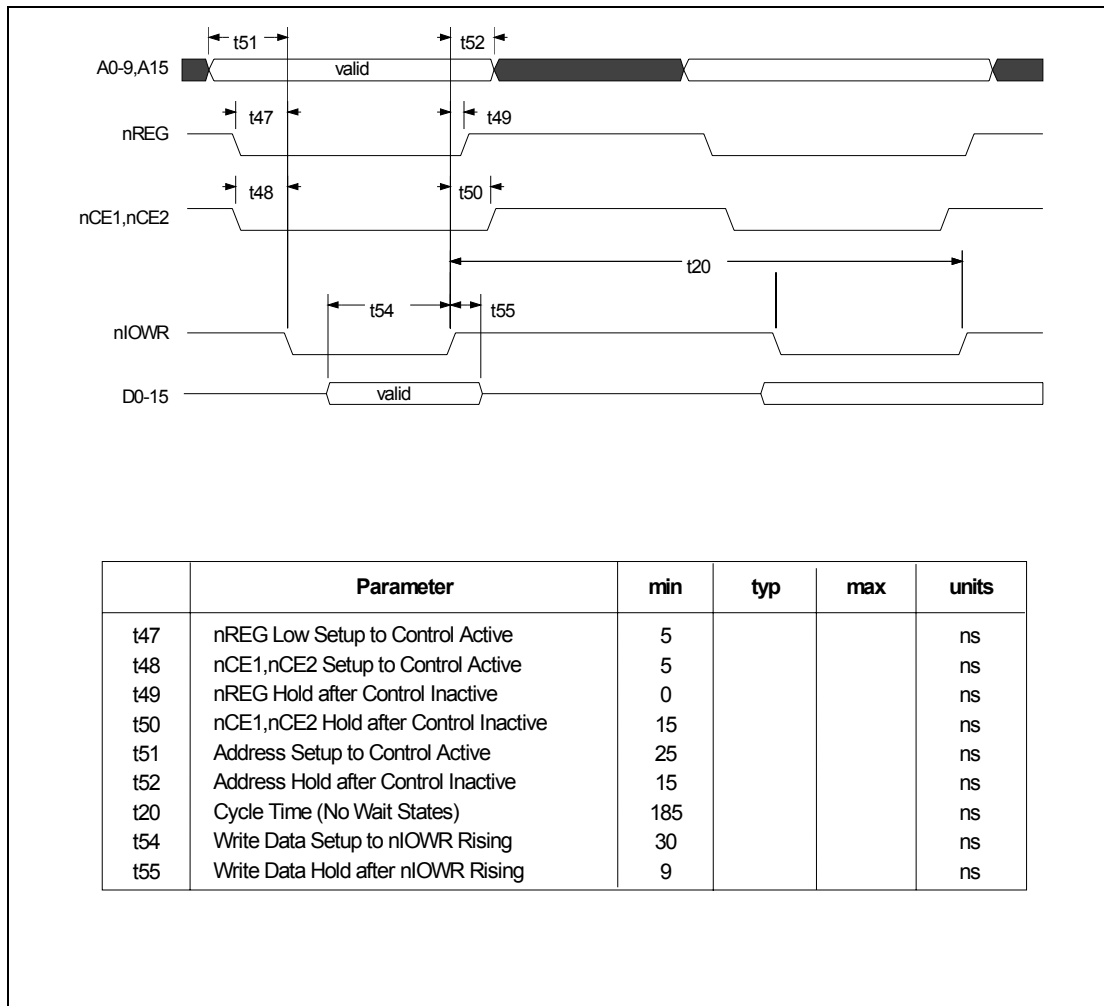 t51 t52
A0-9,A15 valid
t47 t49
nREG
t48 t50
nCE1,nCE2
t20
t54 t55
nIOWR
D0-15 valid
Parameter min typ max units
t47 nREG Low Setup to Control Active 5 ns
t48 nCE1,nCE2 Setup to Control Active 5 ns
t49 nREG Hold after Control Inactive 0 ns
t50 nCE1,nCE2 Hold after Control Inactive 15 ns
t51 Address Setup to Control Active 25 ns
t52 Address Hold after Control Inactive 15 ns
t20 Cycle Time (No Wait States) 185 ns
t54 Write Data Setup to nIOWR Rising 30 ns
t55 Write Data Hold after nIOWR Rising 9 ns